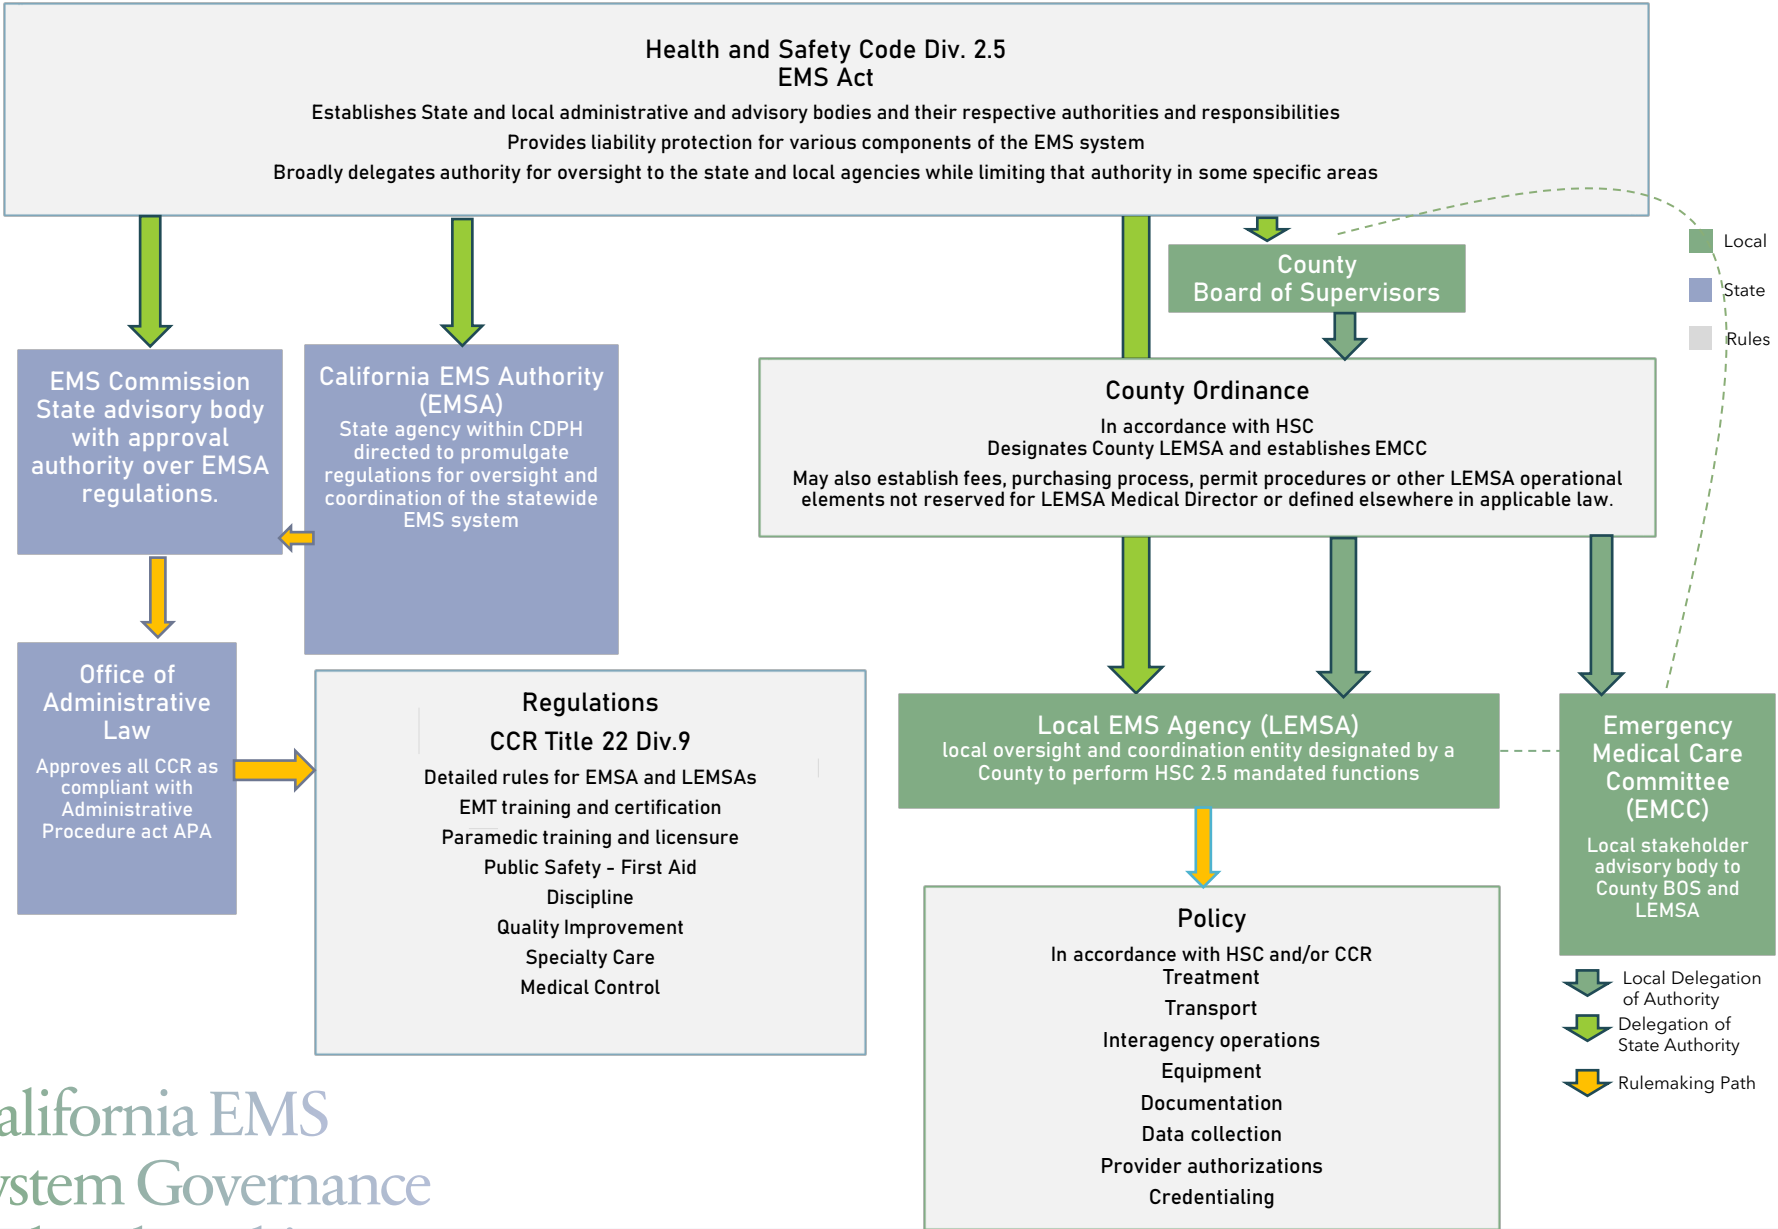 Health and Safety Code Div. 2.5
EMS Act
Establishes State and local administrative and advisory bodies and their respective authorities and responsibilities
Provides liability protection for various components of the EMS system
Broadly delegates authority for oversight to the state and local agencies while limiting that authority in some specific areas
County
Board of Supervisors
Local
State
Rules
EMS Commission
State advisory body
with approval
authority over EMSA
regulations.
California EMS Authority
(EMSA)
State agency within CDPH
directed to promulgate
regulations for oversight and
coordination of the statewide
EMS system
County Ordinance
In accordance with HSC
Designates County LEMSA and establishes EMCC
May also establish fees, purchasing process, permit procedures or other LEMSA operational
elements not reserved for LEMSA Medical Director or defined elsewhere in applicable law.
Office of
Administrative
Law
Approves all CCR as
compliant with
Administrative
Procedure act APA
Regulations
CCR Title 22 Div.9
Detailed rules for EMSA and LEMSAs
EMT training and certification
Paramedic training and licensure
Public Safety - First Aid
Discipline
Quality Improvement
Specialty Care
Medical Control
Local EMS Agency (LEMSA)
local oversight and coordination entity designated by a
County to perform HSC 2.5 mandated functions
Emergency
Medical Care
Committee
(EMCC)
Local stakeholder
advisory body to
County BOS and
LEMSA
Policy
In accordance with HSC and/or CCR
Treatment
Transport
Interagency operations
Equipment
Documentation
Data collection
Provider authorizations
Credentialing
Local Delegation
of Authority
Delegation of
State Authority
Rulemaking Path
alifornia EMS
ystem Governance